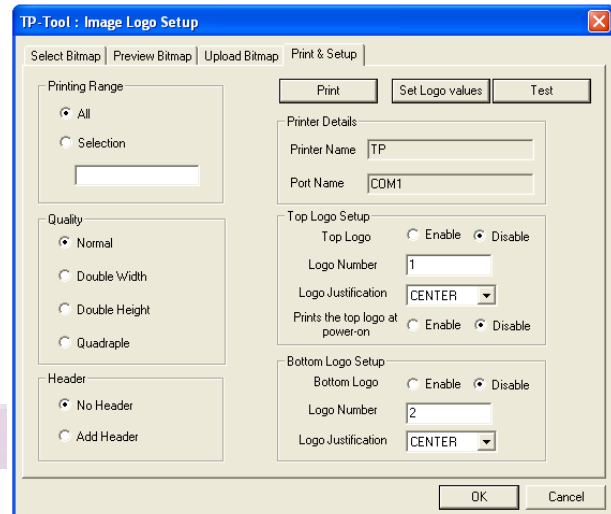 TP-Tool : Image Logo Setup
Select Bitmap Preview Bitmap Upload Bitmap Print & Setup
Printing Range
All
Selection
Quality
Normal
Double Width
Double Height
Quadraple
Header
No Header
Add Header
Print Set Logo values Test
Printer Details
Printer Name TP
Port Name COM1
Top Logo Setup
Top Logo Enable Disable
Logo Number 1
Logo Justification CENTER
Prints the top logo at
power-on Enable Disable
Bottom Logo Setup
Bottom Logo Enable Disable
Logo Number 2
Logo Justification CENTER
OK Cancel